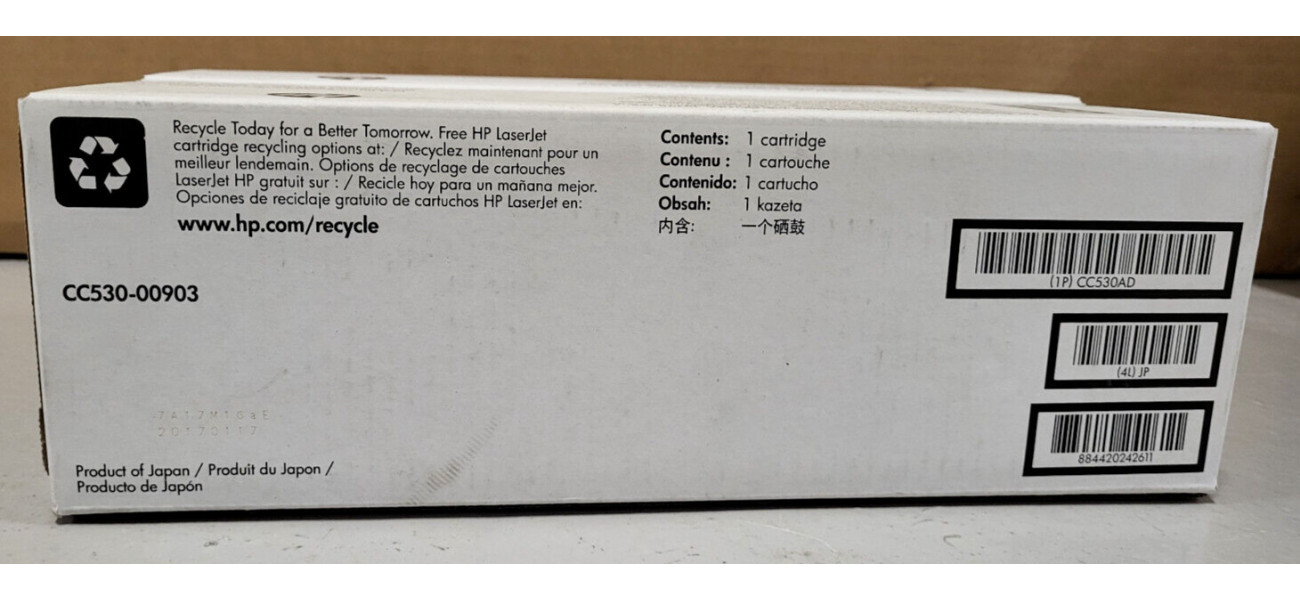 Recycle Today for a Better Tomorrow. Free HP LaserJet
cartridge recycling options at: / Recyclez maintenant pour un
meilleur lendemain. Options de recyclage de cartouches
LaserJet HP gratuit sur : / Recicle hoy para un mañana mejor.
Opciones de reciclaje gratuito de cartuchos HP LaserJet en:
www.hp.com/recycle
Contents: 1 cartridge
Contenu : 1 cartouche
Contenido: 1 cartucho
Obsah: 1 kazeta
内含: 一个硒鼓
(1P) CC530AD
CC530-00903
(4L) JP
20170117
884420242611
Product of Japan / Produit du Japon /
Producto de Japón